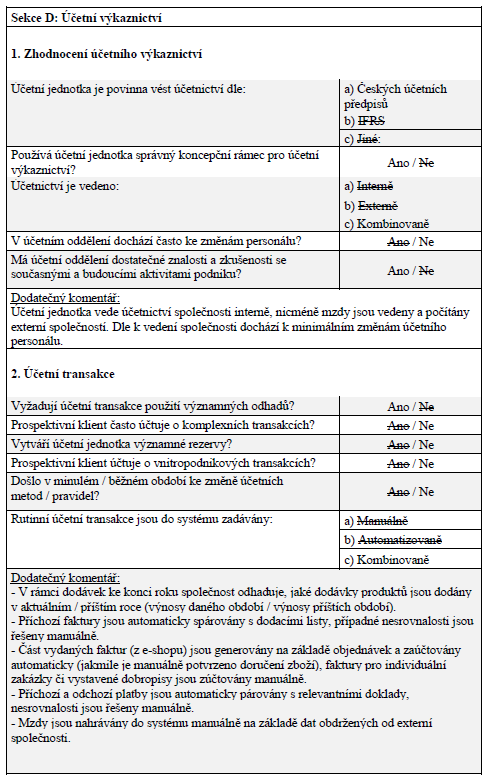 Sekce D: Účetní výkaznictví
1. Zhodnocení účetního výkaznictví
Účetní jednotka je povinna vést účetnictví dle:
a) Českých účetních
předpisů
b) IFRS
c) Jiné:
Používá účetní jednotka správný koncepční rámec pro účetní
výkaznictví?
Ano / Ne
Účetnictví je vedeno:
a) Interně
b) Externě
c) Kombinovaně
V účetním oddělení dochází často ke změnám personálu?
Ano / Ne
Má účetní oddělení dostatečné znalosti a zkušenosti se
současnými a budoucími aktivitami podniku?
Ano / Ne
Dodatečný komentář:
Účetní jednotka vede účetnictví společnosti interně, nicméně mzdy jsou vedeny a počítány
externí společností. Dle k vedení společnosti dochází k minimálním změnám účetního
personálu.
2. Účetní transakce
Vyžadují účetní transakce použití významných odhadů?
Ano / Ne
Prospektivní klient často účtuje o komplexních transakcích?
Ano / Ne
Vytváří účetní jednotka významné rezervy?
Ano / Ne
Prospektivní klient účtuje o vnitropodnikových transakcích?
Ano / Ne
Došlo v minulém / běžném období ke změně účetních
metod / pravidel?
Ano / Ne
Rutinní účetní transakce jsou do systému zadávány:
a) Manuálně
b) Automatizovaně
c) Kombinovaně
Dodatečný komentář:
- V rámci dodávek ke konci roku společnost odhaduje, jaké dodávky produktů jsou dodány
v aktuálním / příštím roce (výnosy daného období / výnosy příštích období).
- Příchozí faktury jsou automaticky spárovány s dodacími listy, případné nesrovnalosti jsou
řešeny manuálně.
- Část vydaných faktur (z e-shopu) jsou generovány na základě objednávek a zaúčtovány
automaticky (jakmile je manuálně potvrzeno doručení zboží), faktury pro individuální
zakázky či vystavené dobropisy jsou zúčtovány manuálně.
- Příchozí a odchozí platby jsou automaticky párovány s relevantními doklady,
nesrovnalosti jsou řešeny manuálně.
- Mzdy jsou nahrávány do systému manuálně na základě dat obdržených od externí
společnosti.